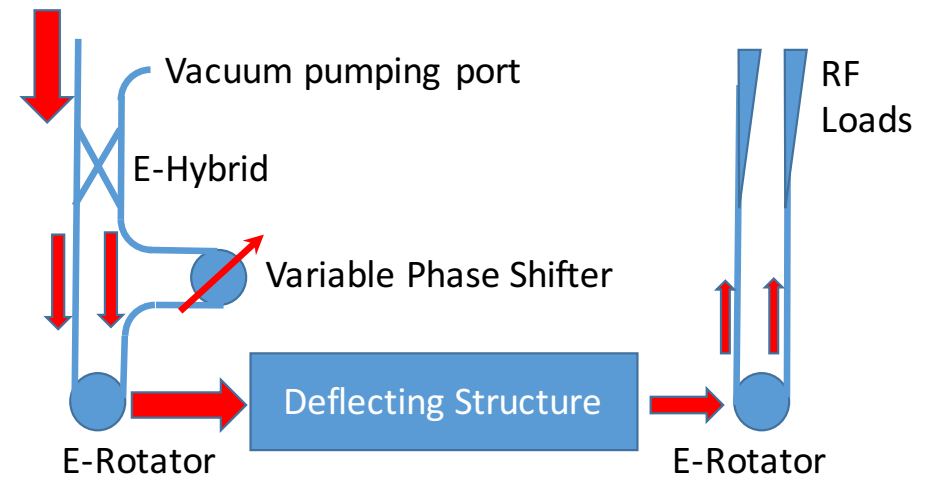 Vacuum pumping port
RF
Loads
E-Hybrid
Variable Phase Shifter
Deflecting Structure
E-Rotator
E-Rotator